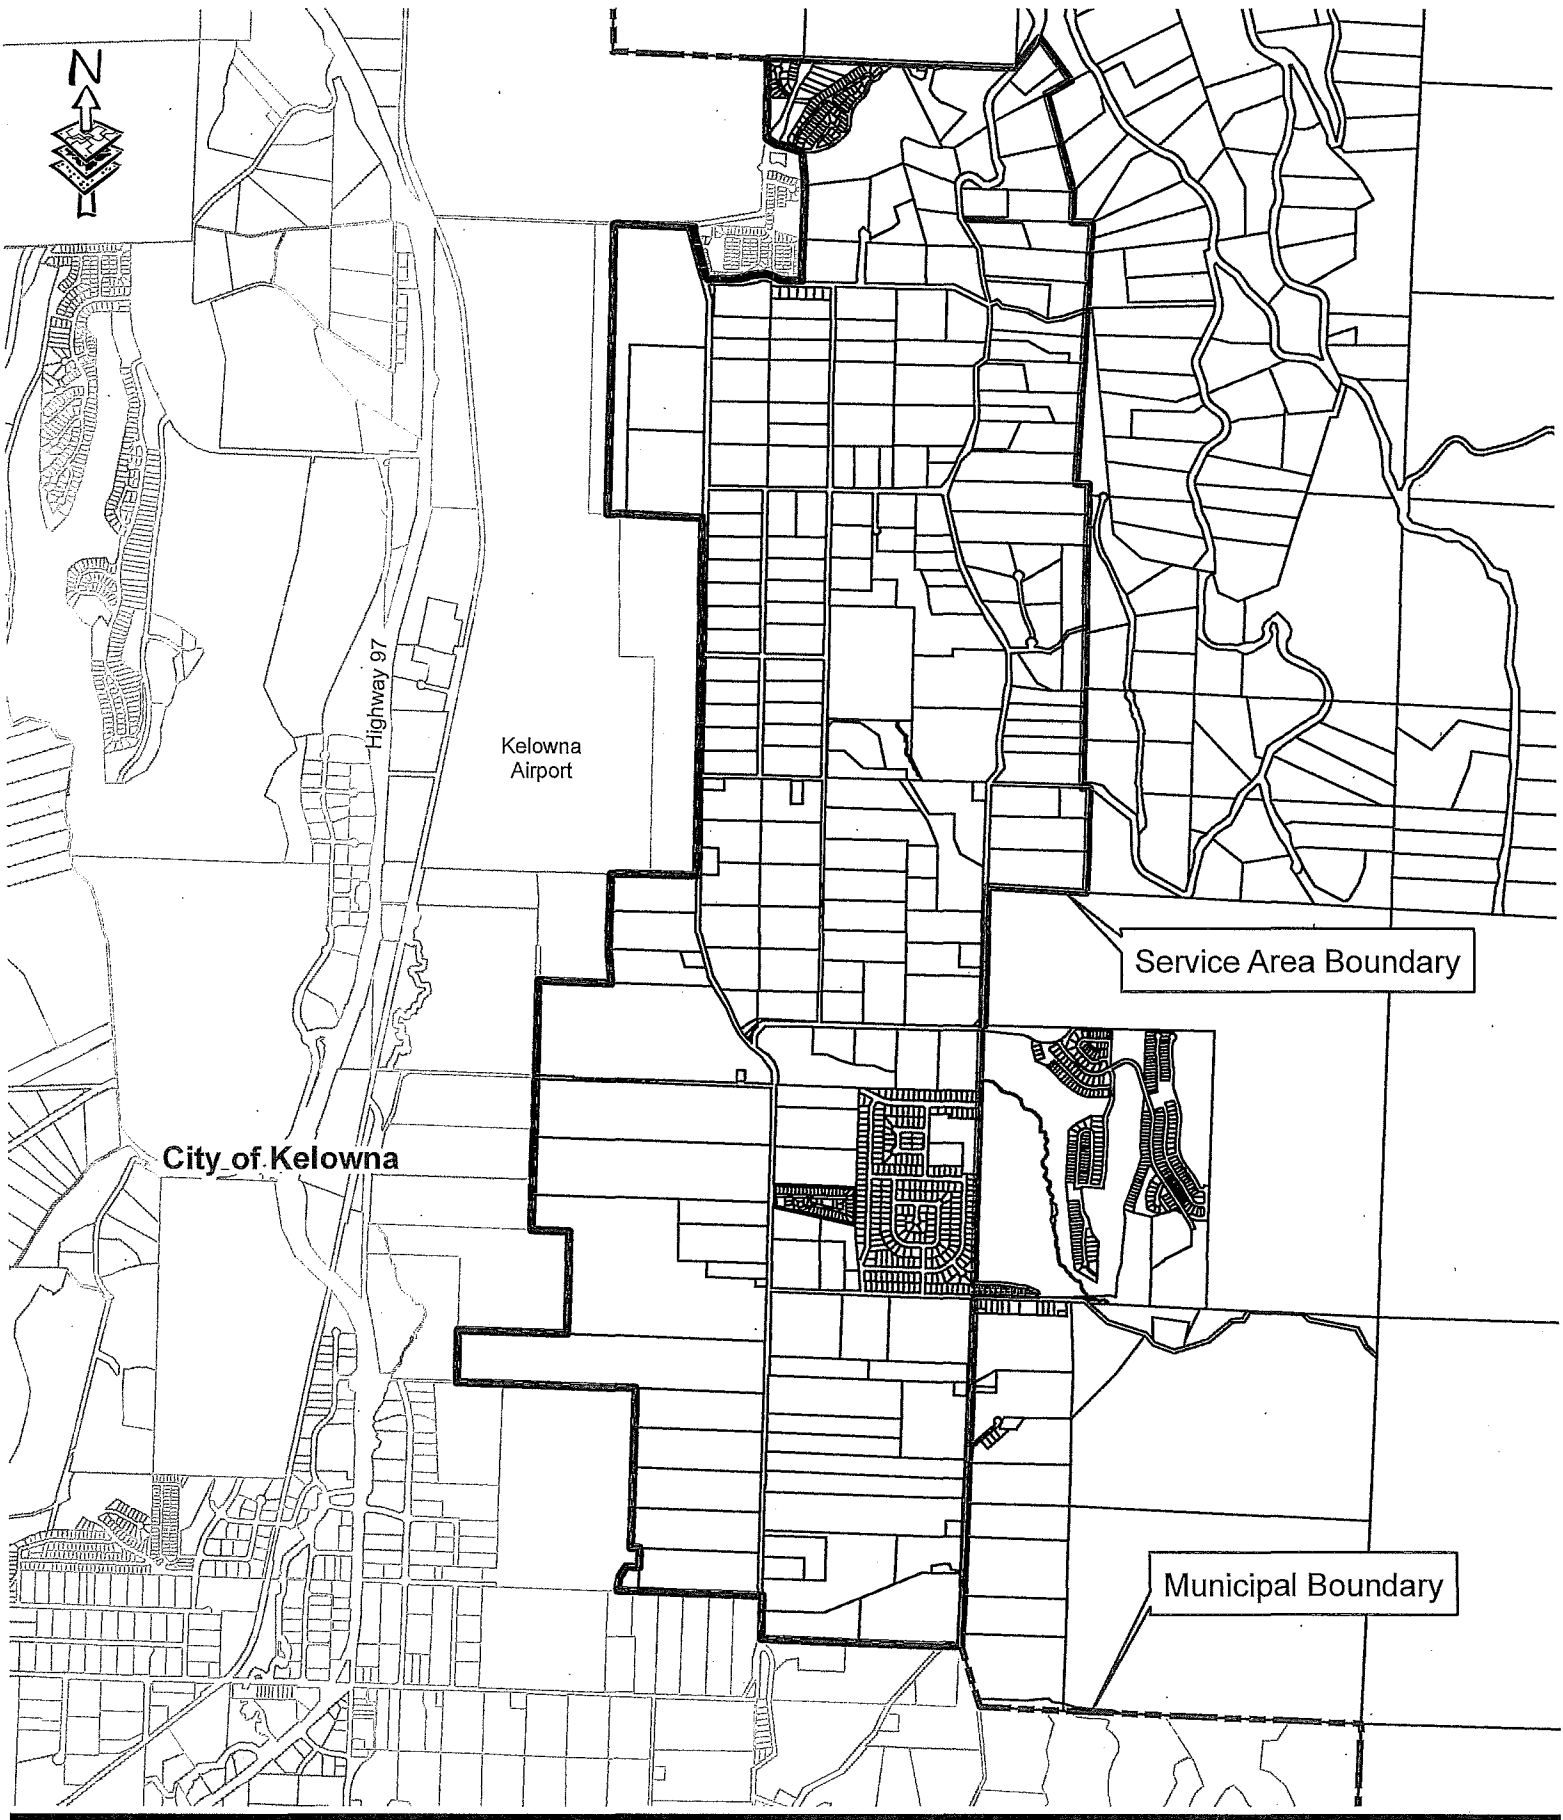 N
Highway 97
Kelowna
Airport
Service Area Boundary
City of Kelowna
Municipal Boundary